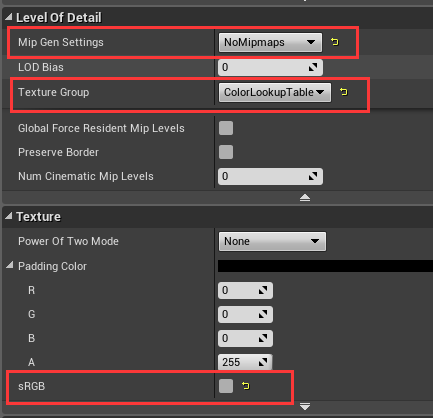 Level Of Detail
Mip Gen Settings NoMipmaps
LOD Bias 0
Texture Group ColorLookupTable
Global Force Resident Mip Levels
Preserve Border
Num Cinematic Mip Levels 0
Texture
Power Of Two Mode None
Padding Color
R 0
G 0
B 0
A 255
sRGB